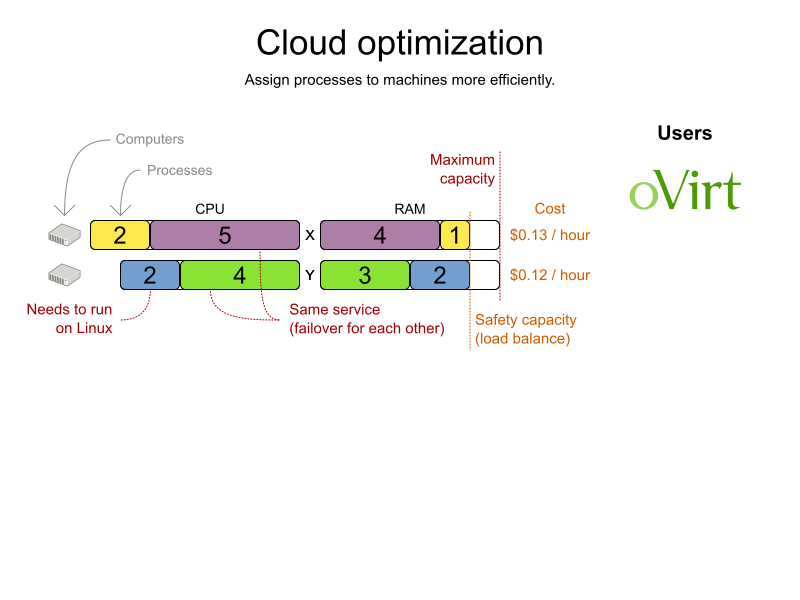 Cloud optimization
Assign processes to machines more efficiently.
Computers
Processes
Users
Maximum
capacity
oVirt
CPU
RAM
Cost
2 5 X 4 1 $0.13 / hour
2 4 Y 3 2 $0.12 / hour
Needs to run
on Linux
Same service
(failover for each other)
Safety capacity
(load balance)